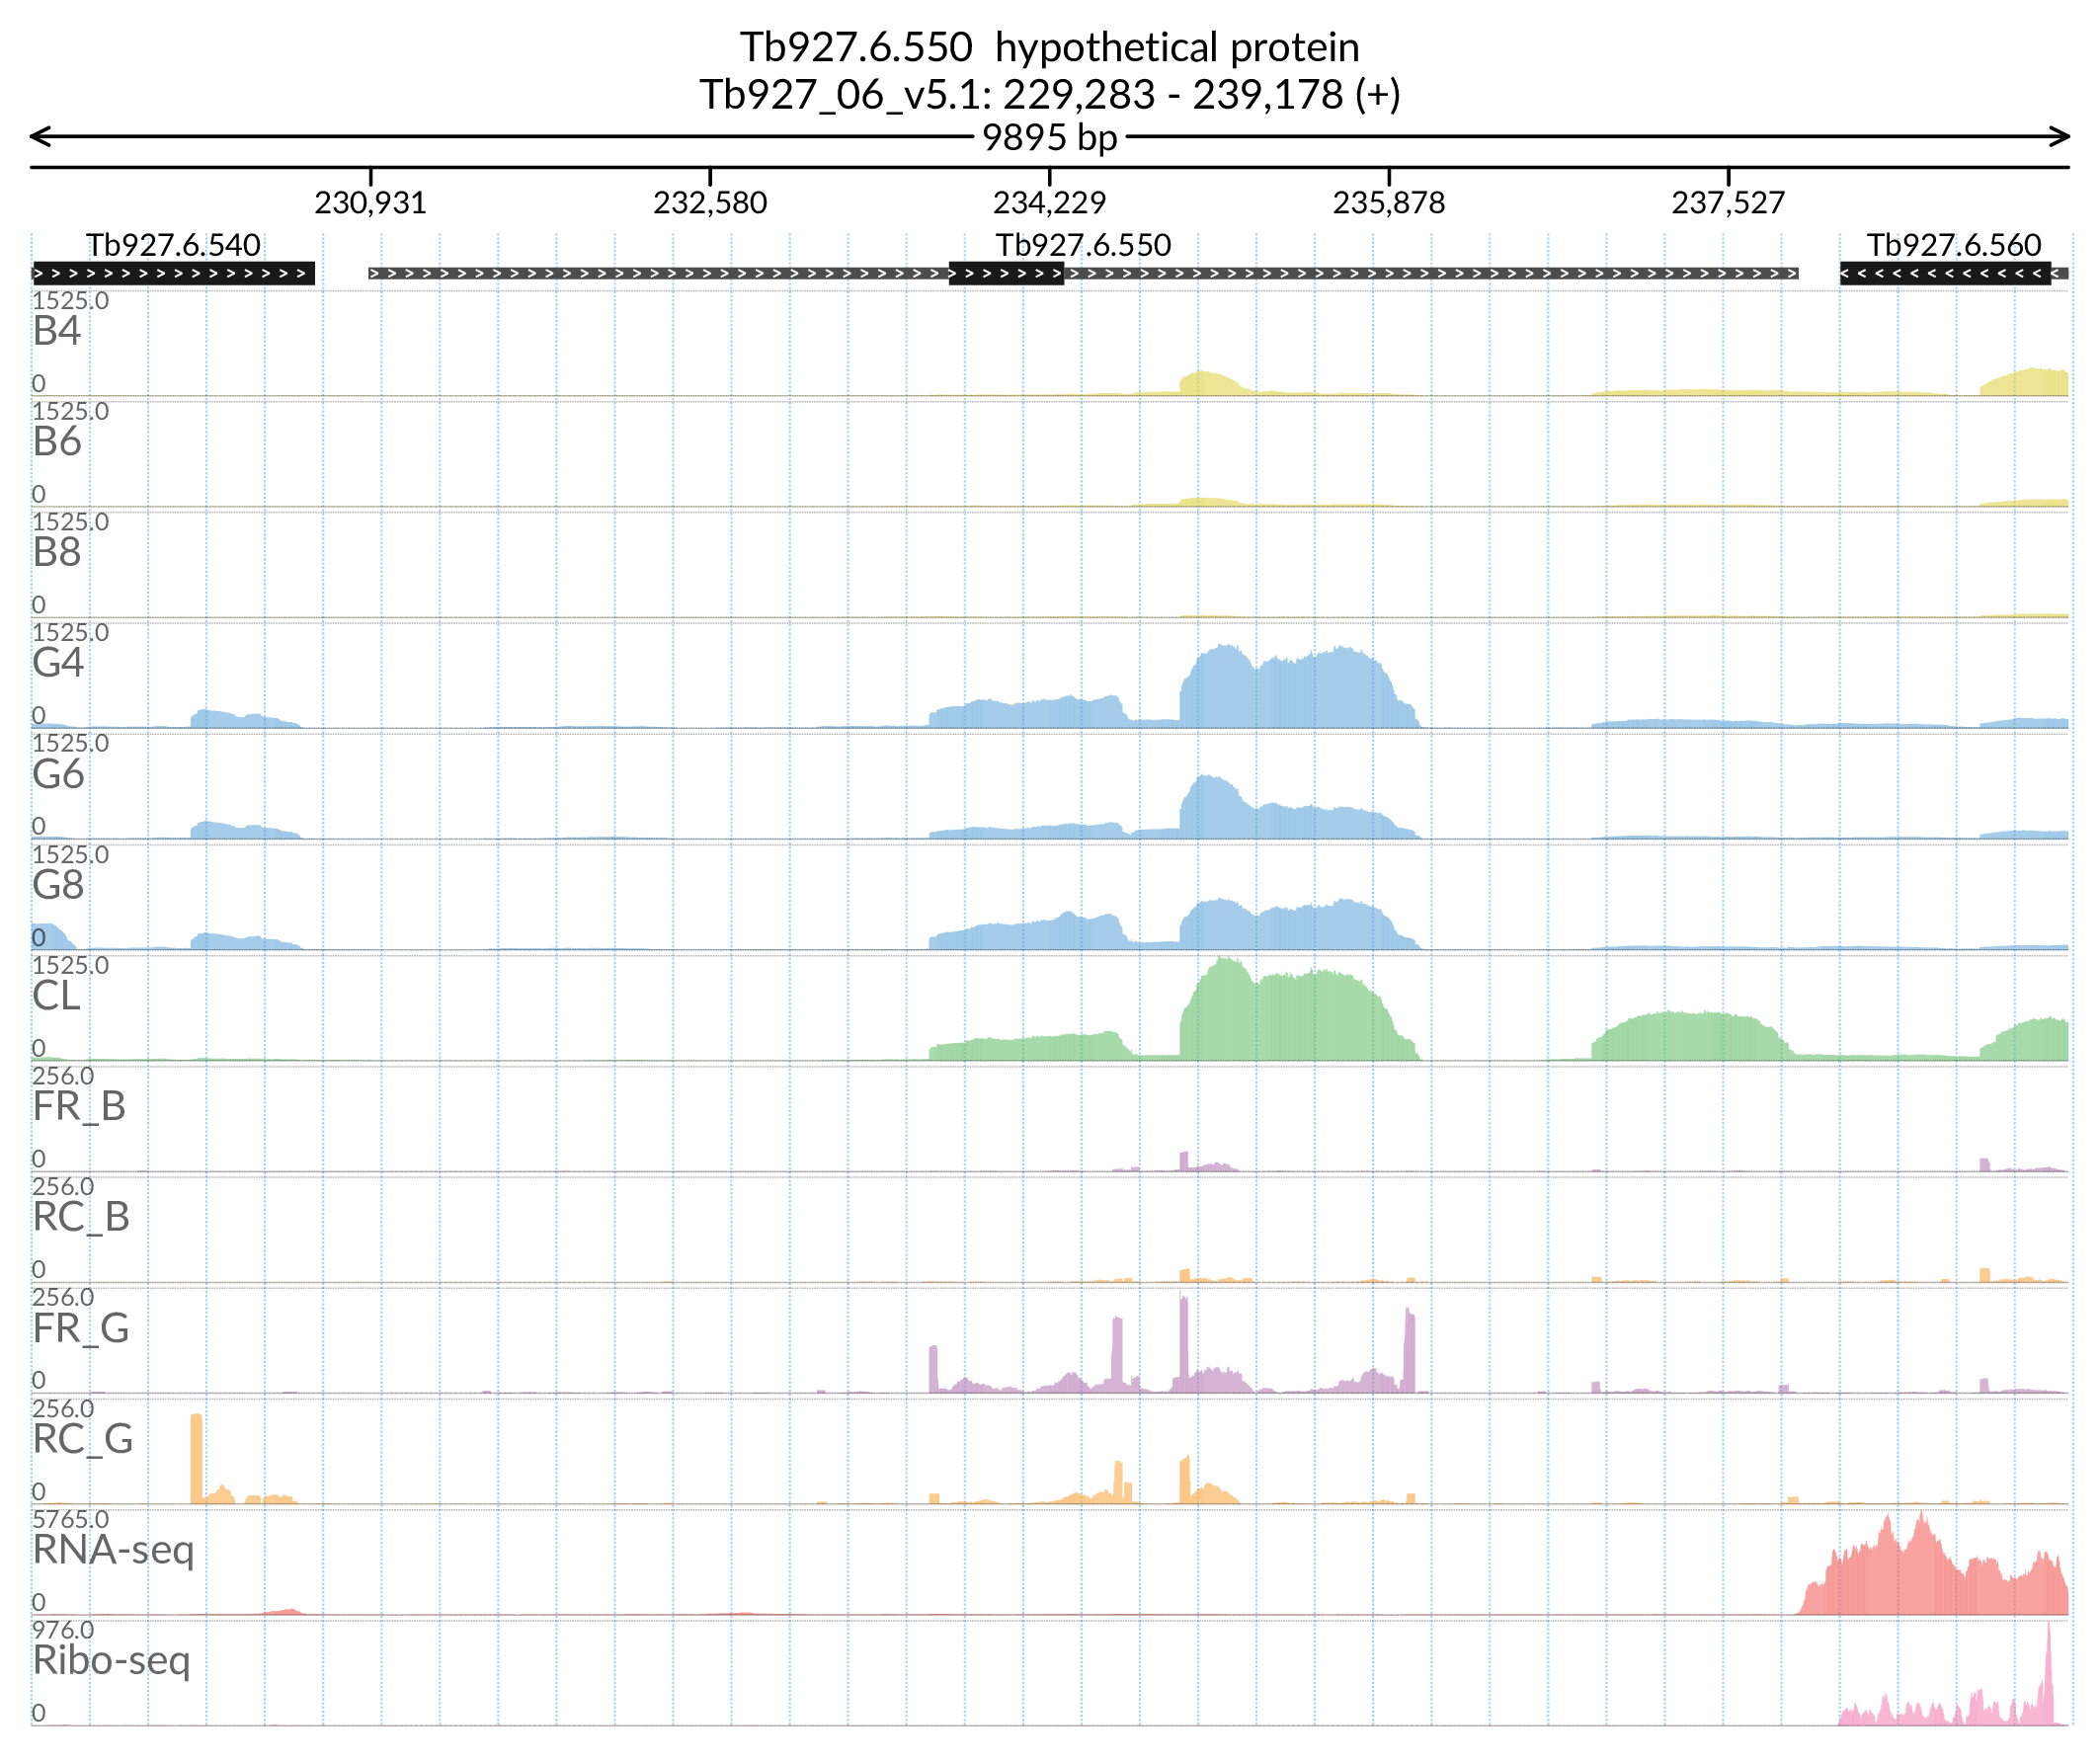 Tb927.6.550  hypothetical protein
Tb927_06_v5.1: 229,283 - 239,178 (+)
9895 bp
230,931 232,580 234,229 235,878 237,527
Tb927.6.540 Tb927.6.550 Tb927.6.560
1525.0
B4
0
1525.0
B6
0
1525.0
B8
0
1525.0
G4
0
1525.0
G6
0
1525.0
G8
0
1525.0
CL
0
256.0
FR_B
0
256.0
RC_B
0
256.0
FR_G
0
256.0
RC_G
0
5765.0
RNA-seq
0
976.0
Ribo-seq
0